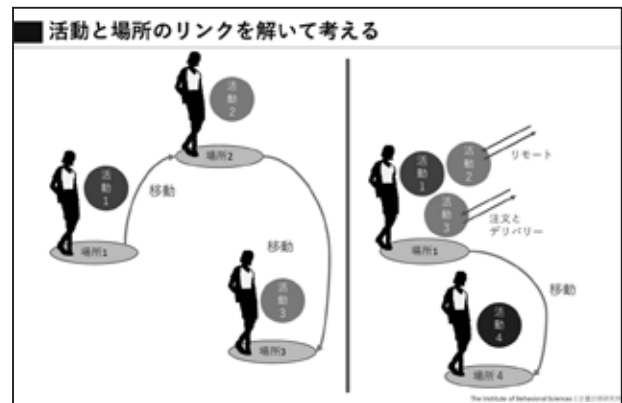 活動と場所のリンクを解いて考える
活動2
場所2
活動1
移動
場所1
移動
活動3
場所3
活動1
活動2
リモート
活動3
注文と
デリバリー
場所1
移動
活動4
場所4
The Institute of Behavioral Sciences